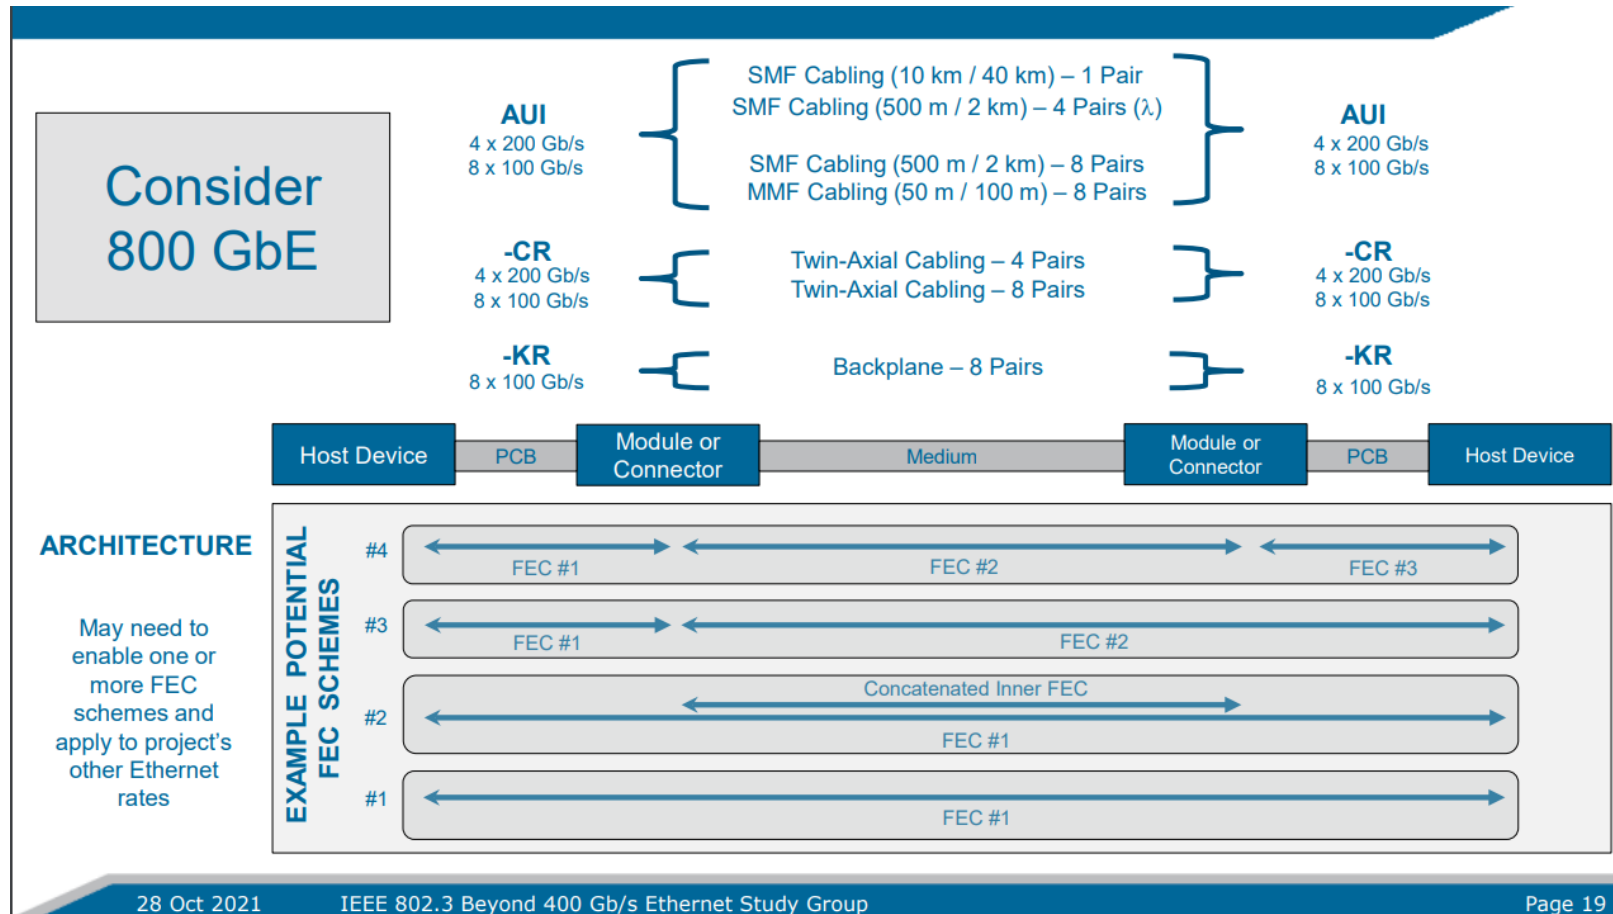 Consider
800 GbE
AUI
4 x 200 Gb/s
8 x 100 Gb/s
SMF Cabling (10 km / 40 km) – 1 Pair
SMF Cabling (500 m / 2 km) – 4 Pairs (λ)
SMF Cabling (500 m / 2 km) – 8 Pairs
MMF Cabling (50 m / 100 m) – 8 Pairs
AUI
4 x 200 Gb/s
8 x 100 Gb/s
-CR
4 x 200 Gb/s
8 x 100 Gb/s
Twin-Axial Cabling – 4 Pairs
Twin-Axial Cabling – 8 Pairs
-CR
4 x 200 Gb/s
8 x 100 Gb/s
-KR
8 x 100 Gb/s
Backplane – 8 Pairs
-KR
8 x 100 Gb/s
Host Device
PCB
Module or
Connector
Medium
Module or
Connector
PCB
Host Device
ARCHITECTURE
May need to
enable one or
more FEC
schemes and
apply to project's
other Ethernet
rates
EXAMPLE POTENTIAL
FEC SCHEMES
#4
FEC #1
FEC #2
FEC #3
#3
FEC #1
FEC #2
#2
Concatenated Inner FEC
FEC #1
#1
FEC #1
28 Oct 2021
IEEE 802.3 Beyond 400 Gb/s Ethernet Study Group
Page 19